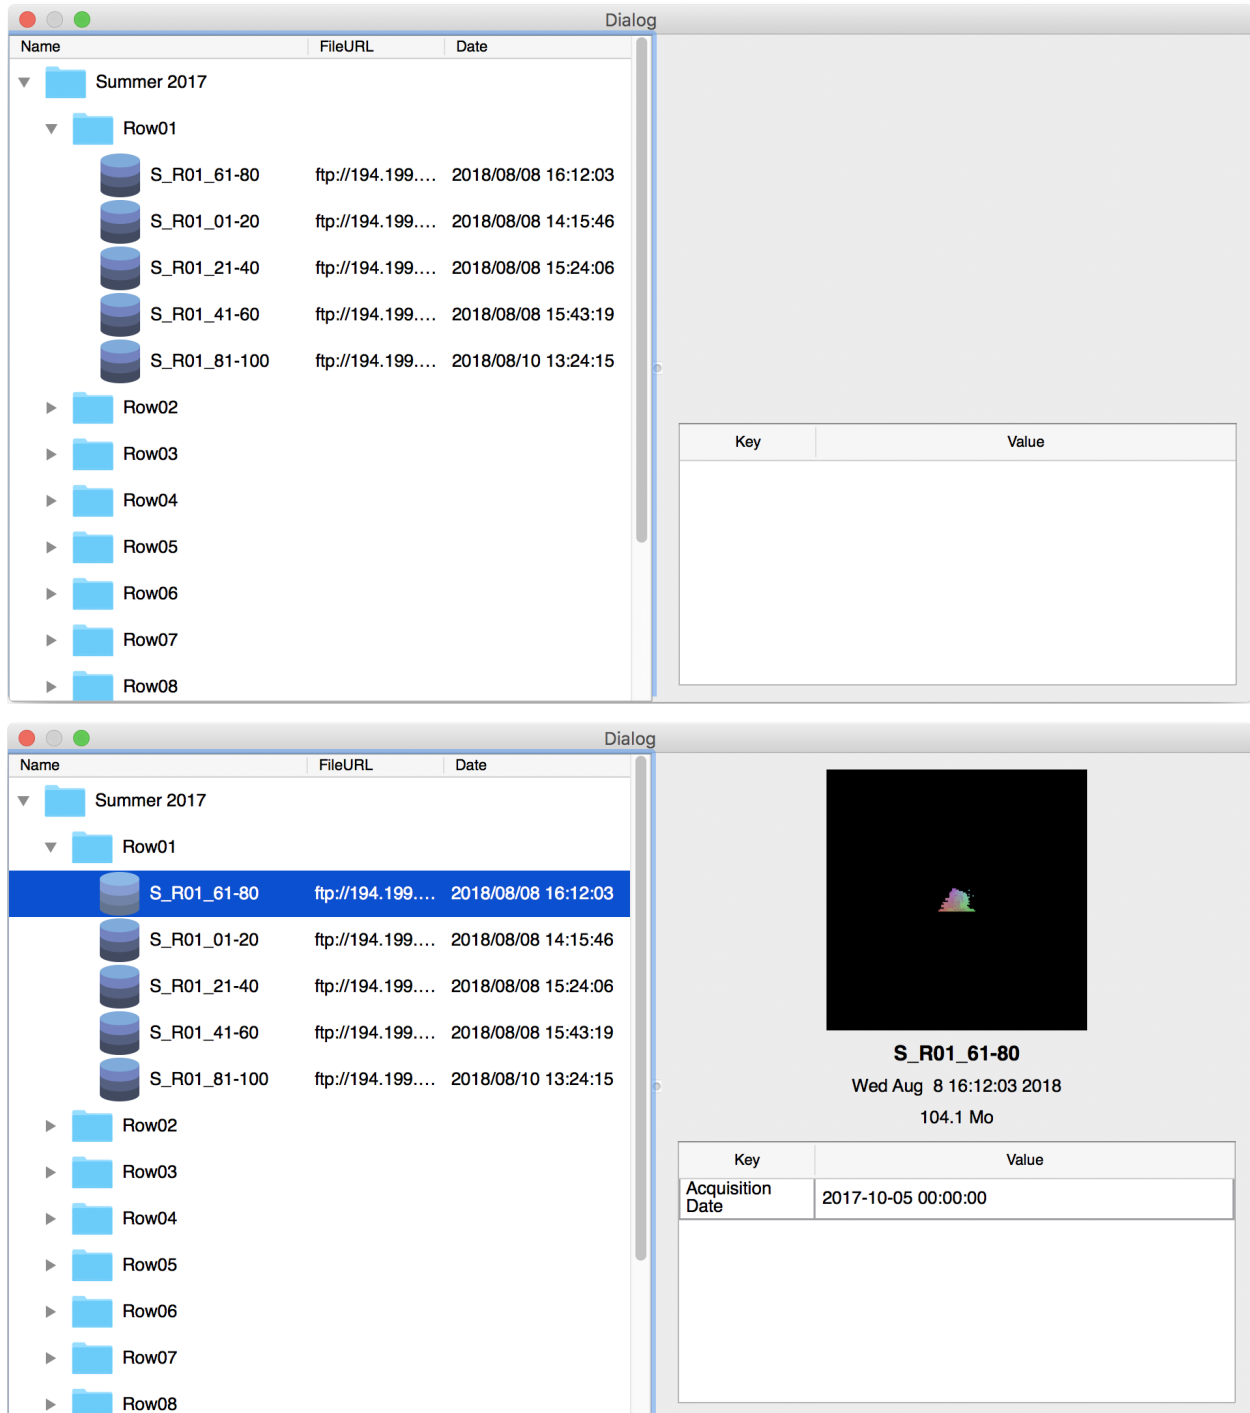 Dialog
Name FileURL Date
Summer 2017
Row01
S_R01_61-80 ftp://194.199.... 2018/08/08 16:12:03
S_R01_01-20 ftp://194.199.... 2018/08/08 14:15:46
S_R01_21-40 ftp://194.199.... 2018/08/08 15:24:06
S_R01_41-60 ftp://194.199.... 2018/08/08 15:43:19
S_R01_81-100 ftp://194.199.... 2018/08/10 13:24:15
Row02
Row03
Row04
Row05
Row06
Row07
Row08
Key Value
Dialog
Name FileURL Date
Summer 2017
Row01
S_R01_61-80 ftp://194.199.... 2018/08/08 16:12:03
S_R01_01-20 ftp://194.199.... 2018/08/08 14:15:46
S_R01_21-40 ftp://194.199.... 2018/08/08 15:24:06
S_R01_41-60 ftp://194.199.... 2018/08/08 15:43:19
S_R01_81-100 ftp://194.199.... 2018/08/10 13:24:15
Row02
Row03
Row04
Row05
Row06
Row07
Row08
S_R01_61-80
Wed Aug 8 16:12:03 2018
104.1 Mo
Key Value
Acquisition
Date 2017-10-05 00:00:00